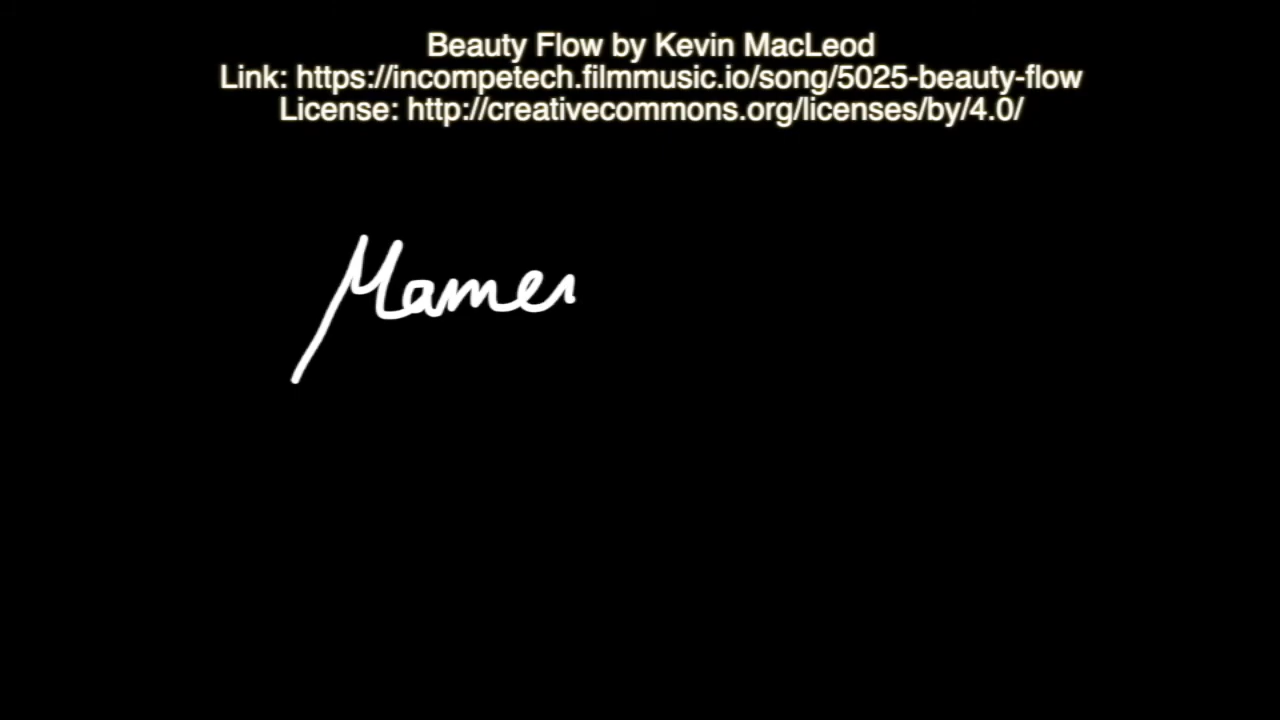 Beauty Flow by Kevin MacLeod
Link: https://incompetech.filmmusic.io/song/5025-beauty-flow
License: http://creativecommons.org/licenses/by/4.0/
Mamer